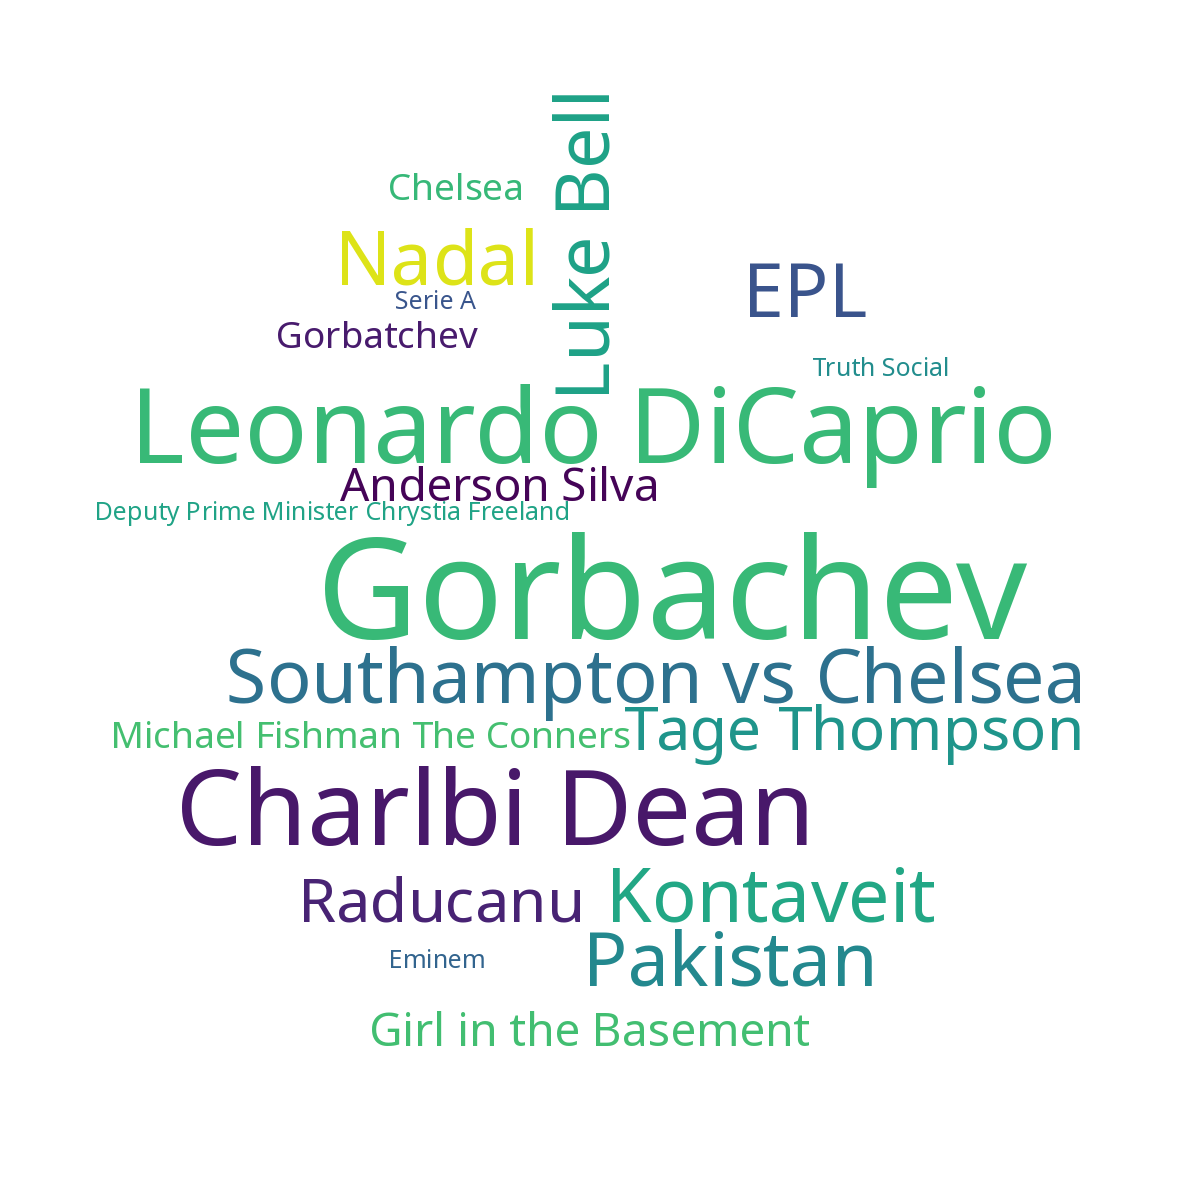 Luke Bell
Chelsea
Nadal
EPL
Serie A
Gorbatchev
Truth Social
Leonardo DiCaprio
Anderson Silva
Deputy Prime Minister Chrystia Freeland
Gorbachev
Southampton vs Chelsea
Michael Fishman The Conners
Tage Thompson
Charlbi Dean
Raducanu
Kontaveit
Eminem
Pakistan
Girl in the Basement